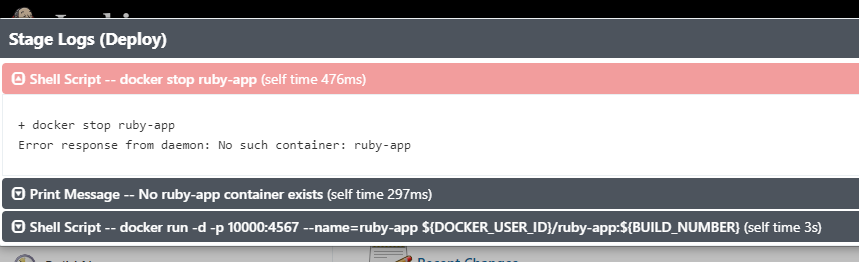 Stage Logs (Deploy)
Shell Script -- docker stop ruby-app (self time 476ms)
+ docker stop ruby-app
Error response from daemon: No such container: ruby-app
Print Message -- No ruby-app container exists (self time 297ms)
Shell Script -- docker run -d -p 10000:4567 --name=ruby-app ${DOCKER_USER_ID}/ruby-app:${BUILD_NUMBER} (self time 3s)
Recent Changes